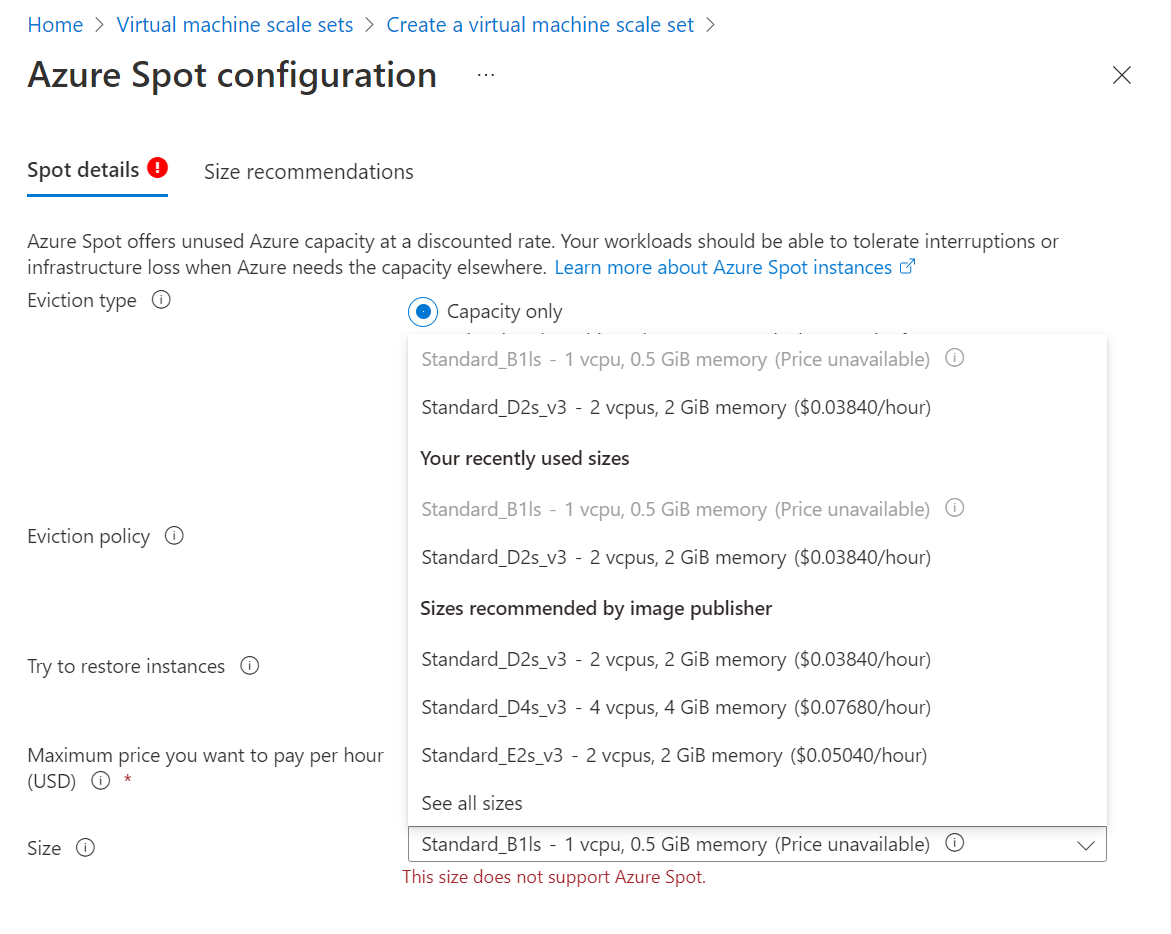 Home > Virtual machine scale sets > Create a virtual machine scale set >
Azure Spot configuration ...
Spot details ! Size recommendations
Azure Spot offers unused Azure capacity at a discounted rate. Your workloads should be able to tolerate interruptions or
infrastructure loss when Azure needs the capacity elsewhere. Learn more about Azure Spot instances
Eviction type
Capacity only
Standard_B1ls - 1 vcpu, 0.5 GiB memory (Price unavailable)
Standard_D2s_v3 - 2 vcpus, 2 GiB memory ($0.03840/hour)
Your recently used sizes
Standard_B1ls - 1 vcpu, 0.5 GiB memory (Price unavailable)
Eviction policy
Standard_D2s_v3 - 2 vcpus, 2 GiB memory ($0.03840/hour)
Sizes recommended by image publisher
Try to restore instances
Standard_D2s_v3 - 2 vcpus, 2 GiB memory ($0.03840/hour)
Standard_D4s_v3 - 4 vcpus, 4 GiB memory ($0.07680/hour)
Maximum price you want to pay per hour
(USD) *
Standard_E2s_v3 - 2 vcpus, 2 GiB memory ($0.05040/hour)
See all sizes
Size
Standard_B1ls - 1 vcpu, 0.5 GiB memory (Price unavailable)
This size does not support Azure Spot.